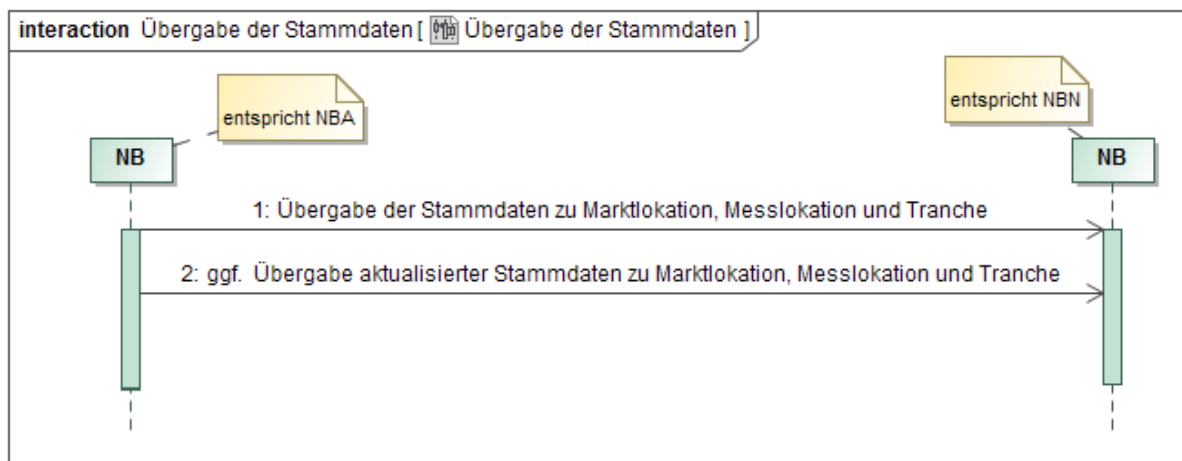 interaction Übergabe der Stammdaten [ Übergabe der Stammdaten ]
entspricht NBA
entspricht NBN
NB
NB
1: Übergabe der Stammdaten zu Marktlokation, Messlokation und Tranche
2: ggf. Übergabe aktualisierter Stammdaten zu Marktlokation, Messlokation und Tranche